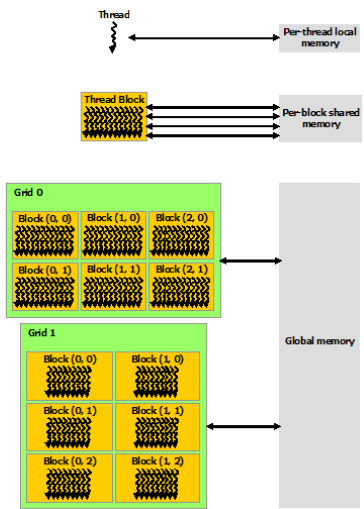 Thread
Per-thread local
memory
Thread Block
Per-block shared
memory
Grid 0
Block (0, 0)
Block (1, 0)
Block (2, 0)
Block (0, 1)
Block (1, 1)
Block (2, 1)
Grid 1
Global memory
Block (0, 0)
Block (1, 0)
Block (0, 1)
Block (1, 1)
Block (0, 2)
Block (1, 2)